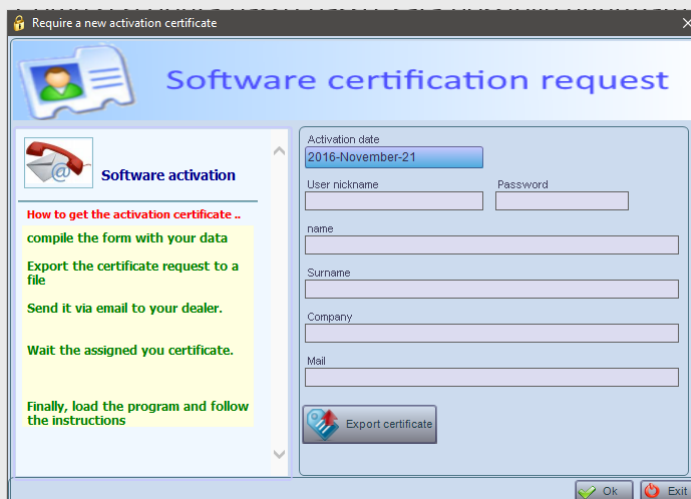 Require a new activation certificate
Software certification request
Software activation
How to get the activation certificate ..
compile the form with your data
Export the certificate request to a
file
Send it via email to your dealer.
Wait the assigned you certificate.
Finally, load the program and follow
the instructions
Activation date
2016-November-21
User nickname
Password
name
Surname
Company
Mail
Export certificate
Ok
Exit